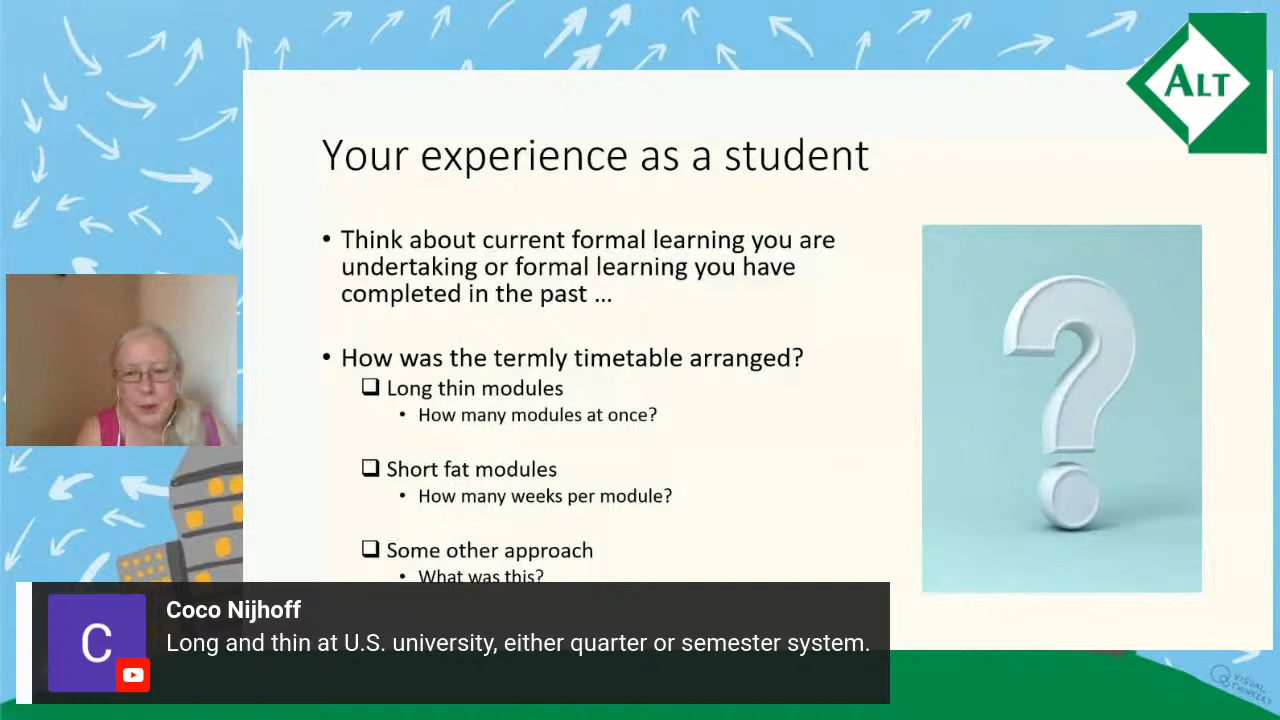 ALT
Your experience as a student
• Think about current formal learning you are
undertaking or formal learning you have
completed in the past ...
• How was the termly timetable arranged?
❑ Long thin modules
• How many modules at once?
❑ Short fat modules
• How many weeks per module?
❑ Some other approach
• What was this?
C
Coco Nijhoff
Long and thin at U.S. university, either quarter or semester system.
VISUAL
THINKERY